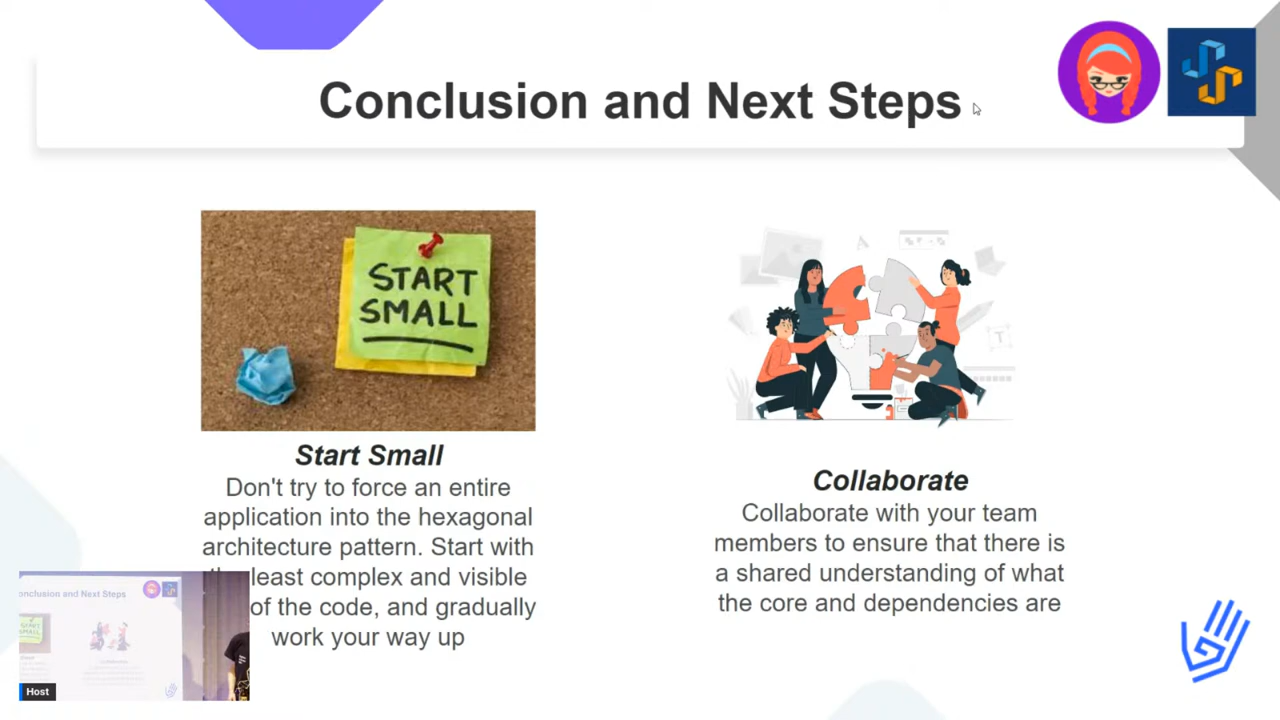 Conclusion and Next Steps
START
SMALL
Start Small
Don't try to force an entire
application into the hexagonal
architecture pattern. Start with
least complex and visible
of the code, and gradually
work your way up
Collaborate
Collaborate with your team
members to ensure that there is
a shared understanding of what
the core and dependencies are
onclusion and Next Steps
Host